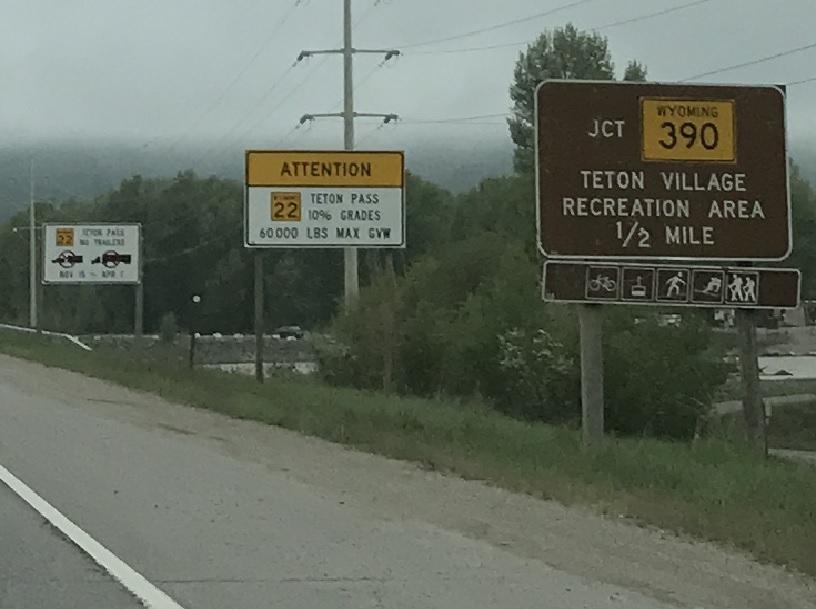 22
TETON PASS
NO TRAILERS
NOV 15 - APR 1
ATTENTION
22
TETON PASS
10% GRADES
60,000 LBS MAX GVW
JCT
WYOMING
390
TETON VILLAGE
RECREATION AREA
1/2 MILE